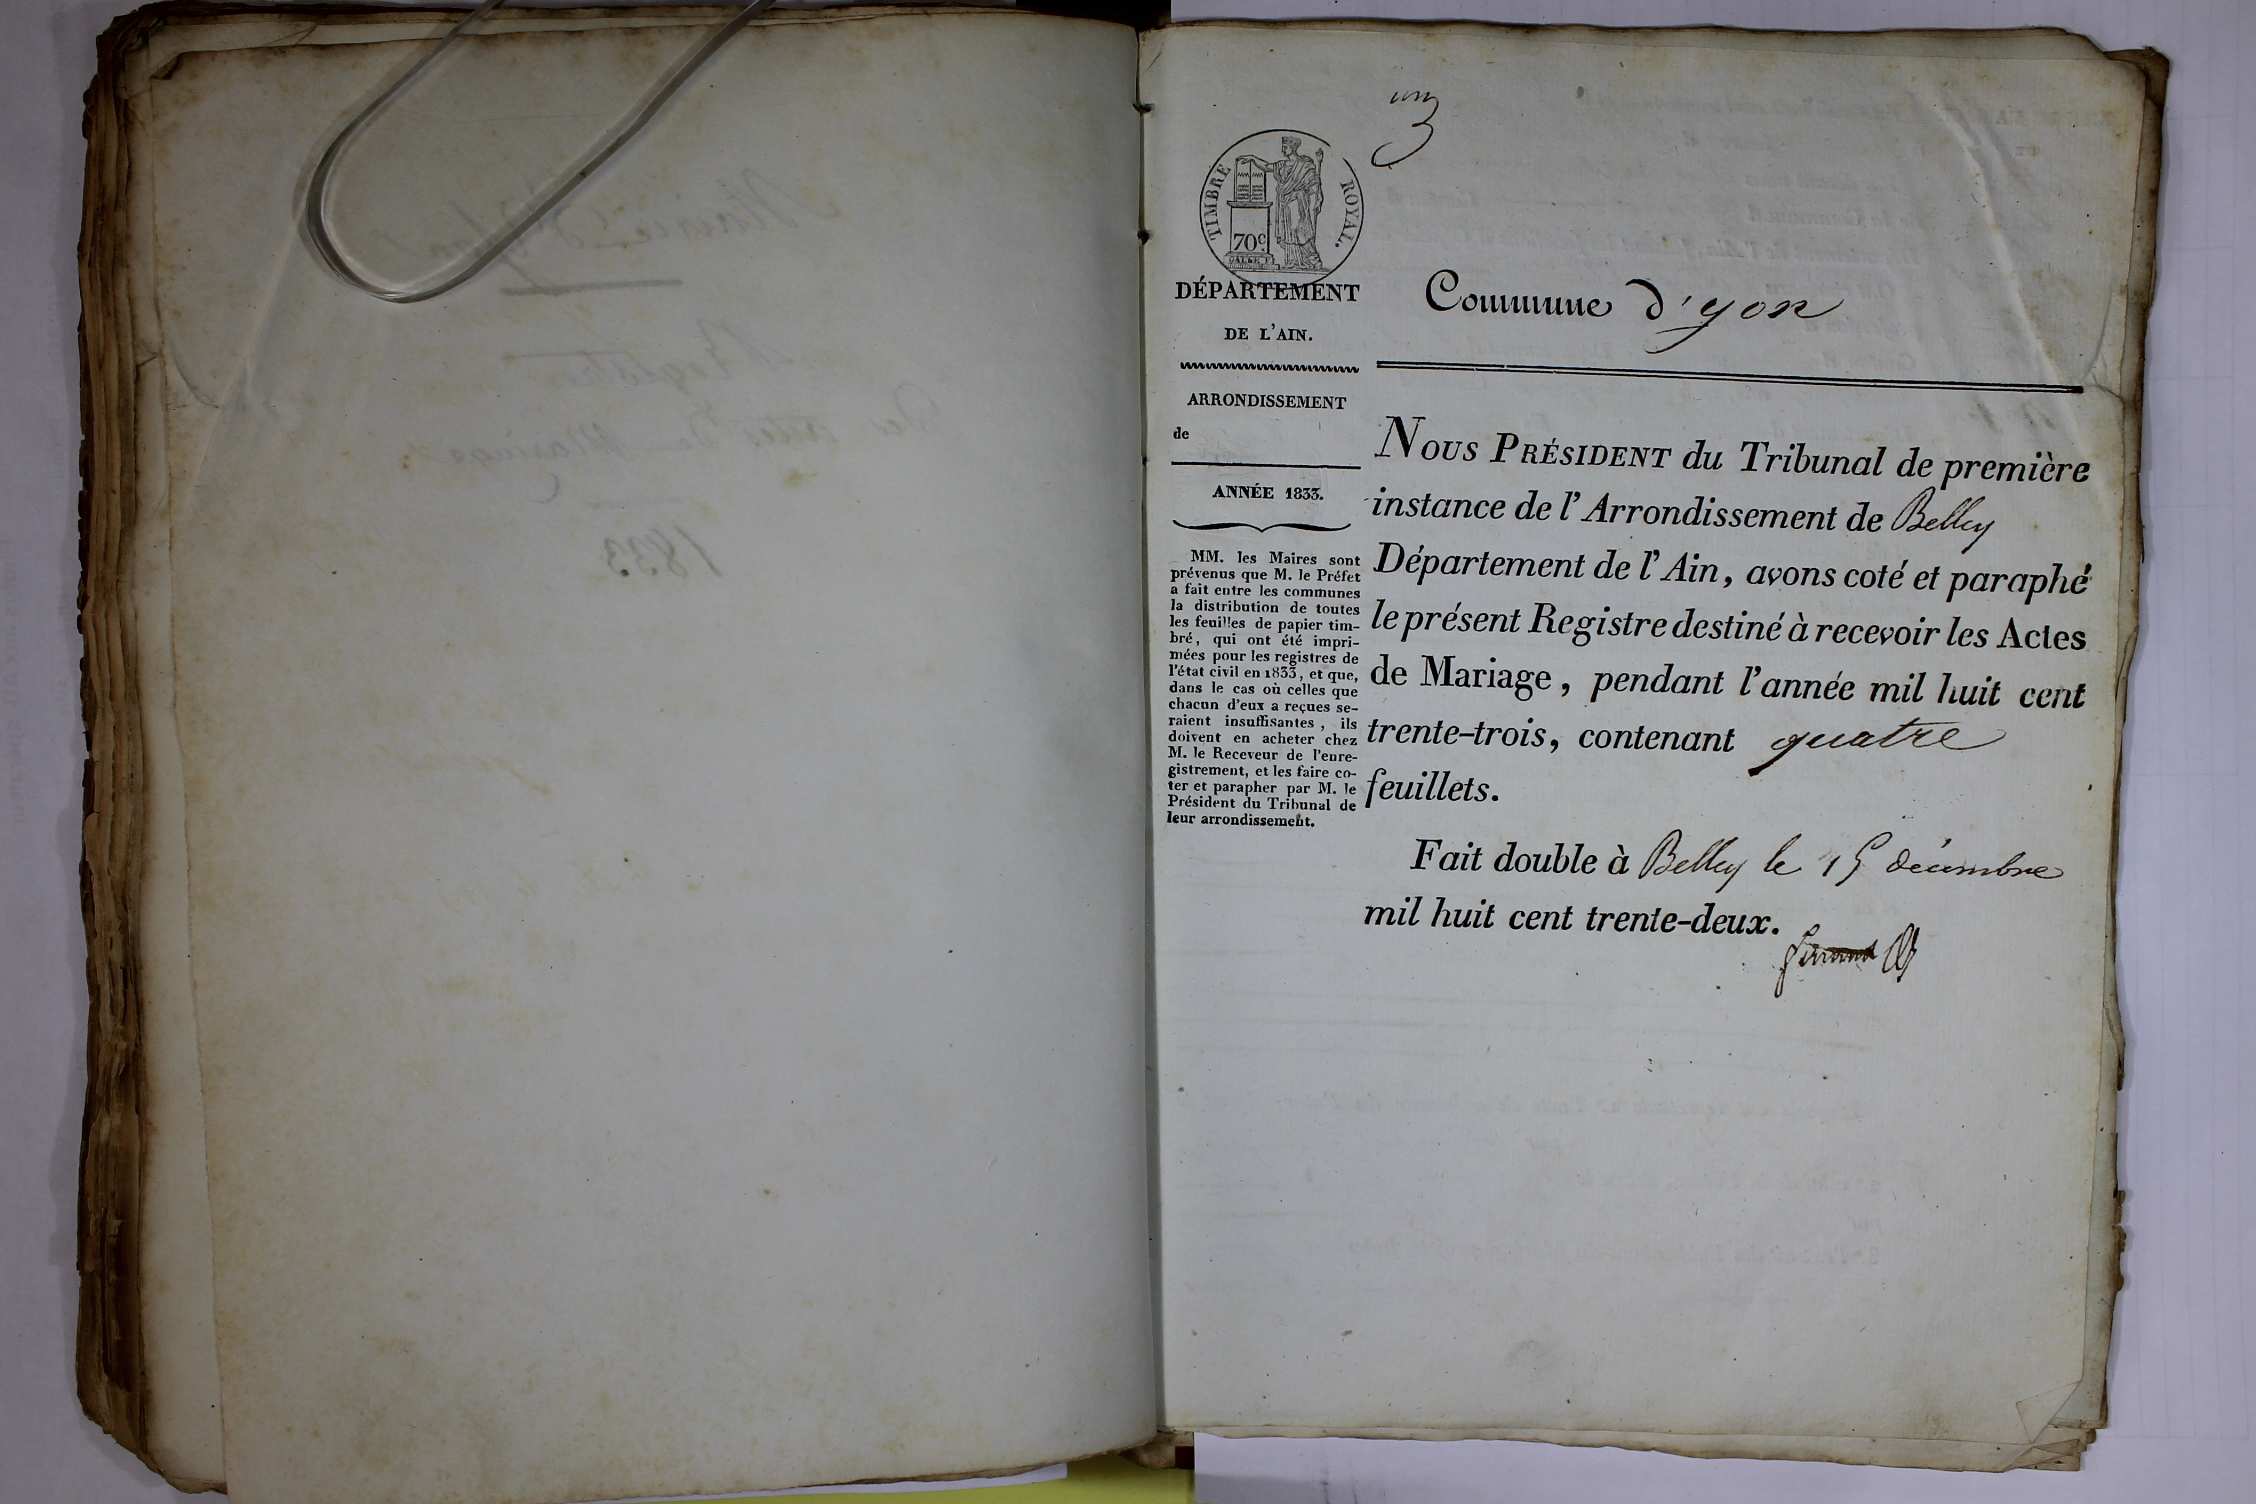 un
TIMBRE ROYAL.
70c
DÉPARTEMENT
DE L'AIN.
ARRONDISSEMENT
de
ANNÉE 1833.
MM. les Maires sont
prévenus que M. le Préfet
a fait entre les communes
la distribution de toutes
les feuilles de papier tim-
bré, qui ont été impri-
mées pour les registres de
l'état civil en 1833, et que,
dans le cas où celles que
chacun d'eux a reçues se-
raient insuffisantes, ils
doivent en acheter chez
M. le Receveur de l'enre-
gistrement, et les faire co-
ter et parapher par M. le
Président du Tribunal de
leur arrondissement.
Commune d'yon
NOUS PRÉSIDENT du Tribunal de première
instance de l'Arrondissement de Belley
Département de l'Ain, avons coté et paraphé
le présent Registre destiné à recevoir les Actes
de Mariage, pendant l'année mil huit cent
trente-trois, contenant quatre
feuillets.
Fait double à Belley le 15 décembre
mil huit cent trente-deux.